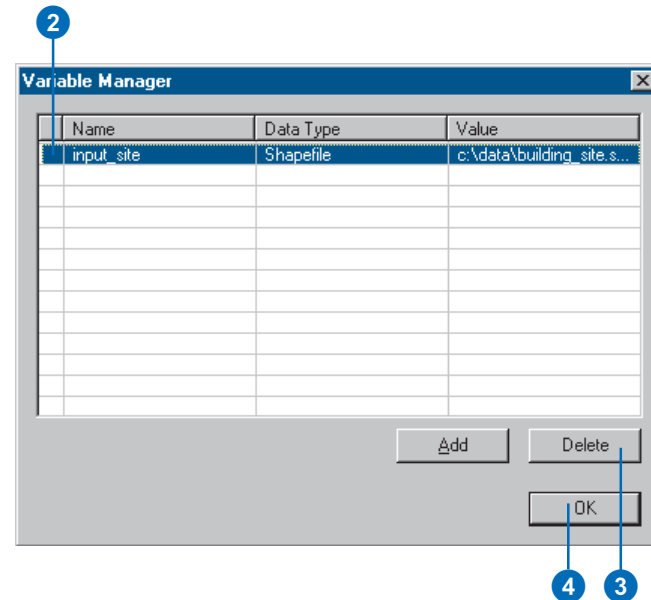 2
Variable Manager
Name Data Type Value
input_site Shapefile c:\data\building_site.s...
Add Delete
OK
4 3